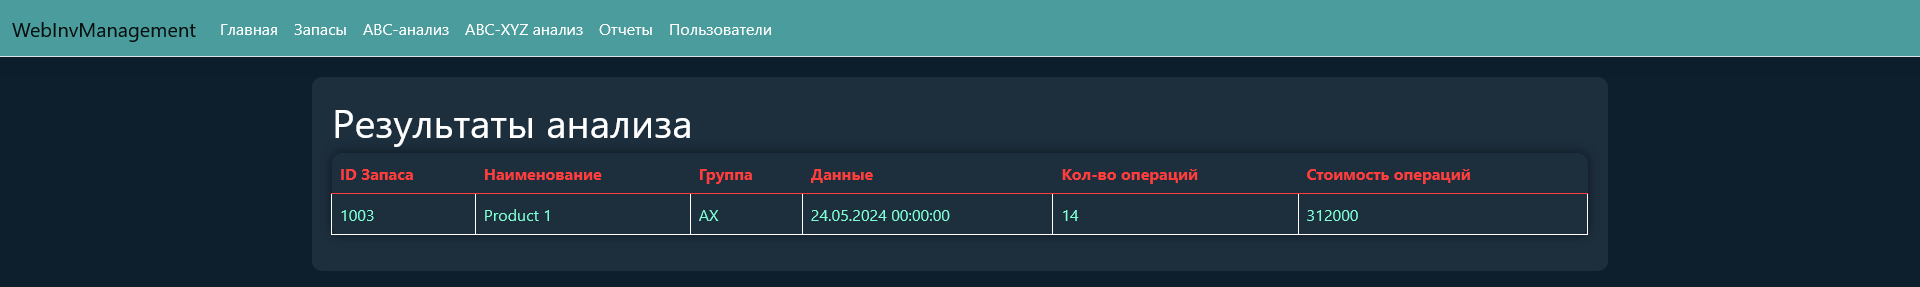 WebInvManagement Главная Запасы ABC-анализ ABC-XYZ анализ Отчеты Пользователи
Результаты анализа
ID Запаса Наименование Группа Данные Кол-во операций Стоимость операций
1003 Product 1 AX 24.05.2024 00:00:00 14 312000